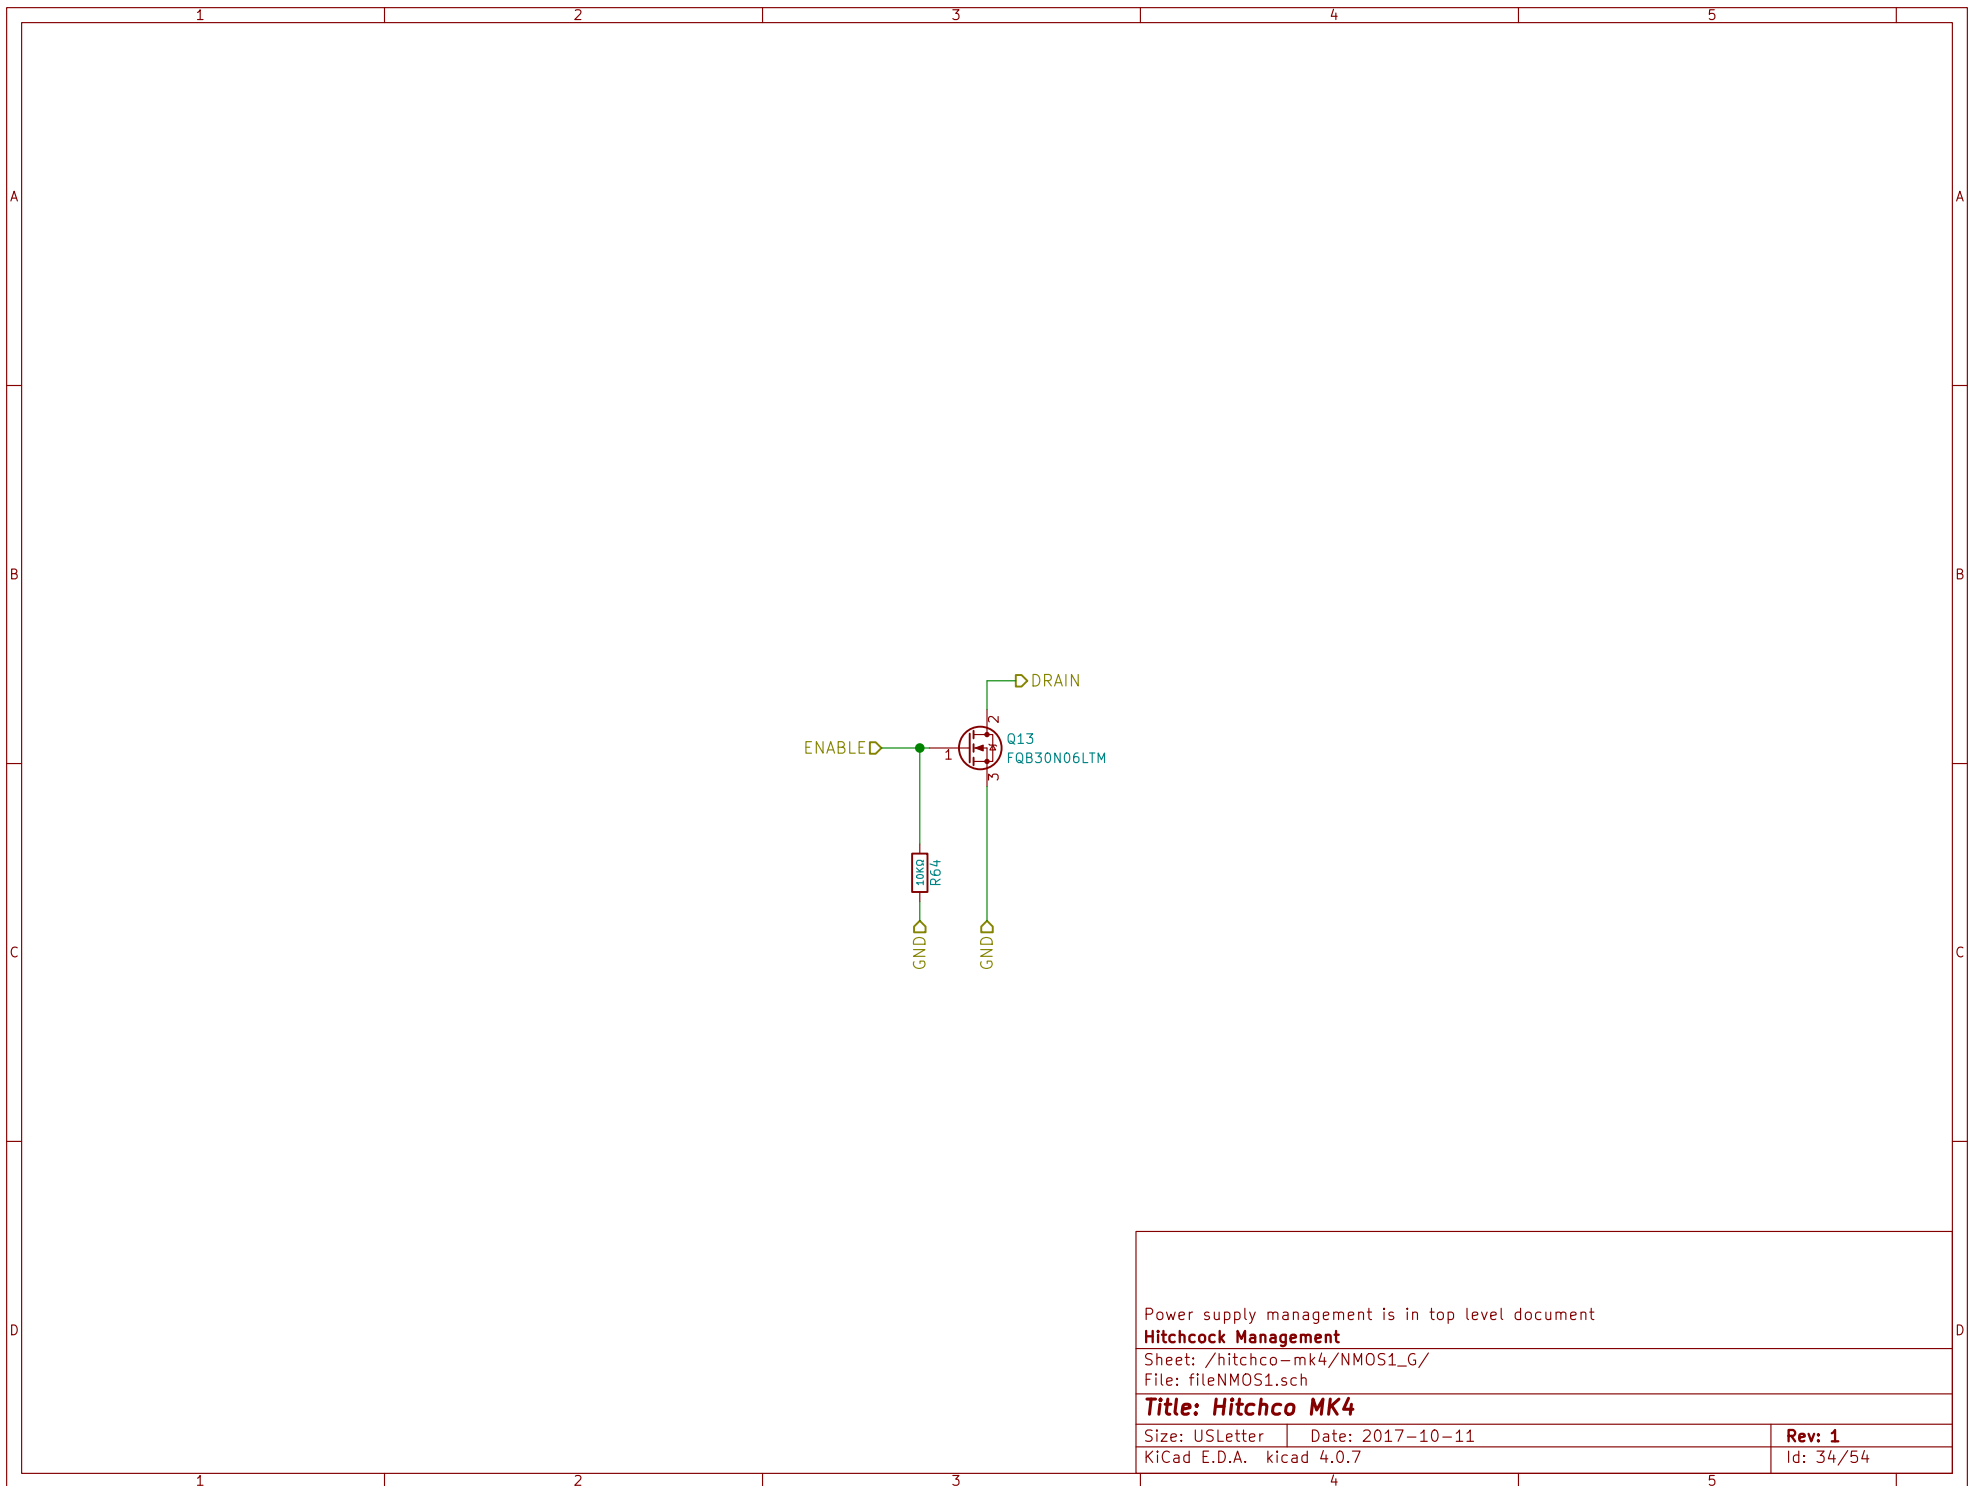 1 2 3 4 5
A A
B B
DRAIN
2
Q13
ENABLE
1
FQB30N06LTM
3
10KΩ
R64
GND GND
C C
Power supply management is in top level document
D D
Hitchcock Management
Sheet: /hitchco-mk4/NMOS1_G/
File: fileNMOS1.sch
Title: Hitchco MK4
Size: USLetter Date: 2017-10-11 Rev: 1
KiCad E.D.A. kicad 4.0.7 Id: 34/54
1 2 3 4 5